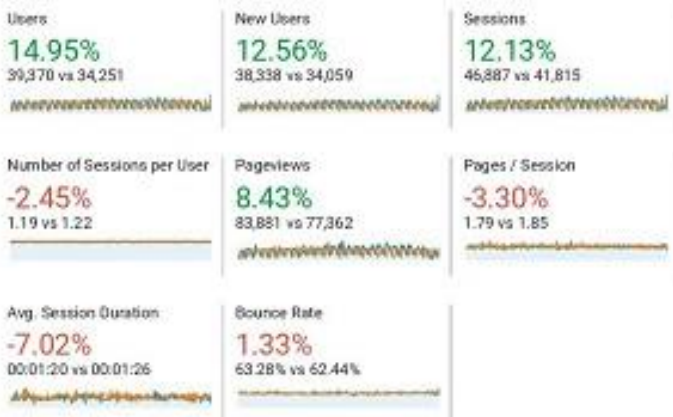 Users
14.95%
39,370 vs 34,251
New Users
12.56%
38,338 vs 34,059
Sessions
12.13%
46,887 vs 41,815
Number of Sessions per User
-2.45%
1.19 vs 1.22
Pageviews
8.43%
83,881 vs 77,362
Pages / Session
-3.30%
1.79 vs 1.85
Avg. Session Duration
-7.02%
00:01:20 vs 00:01:26
Bounce Rate
1.33%
63.28% vs 62.44%